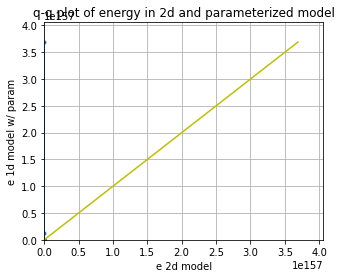 q-q plot of energy in 2d and parameterized model
1e157
4.0
3.5
3.0
2.5
2.0
1.5
1.0
0.5
0.0
e 1d model w/ param
0.0 0.5 1.0 1.5 2.0 2.5 3.0 3.5 4.0
1e157
e 2d model